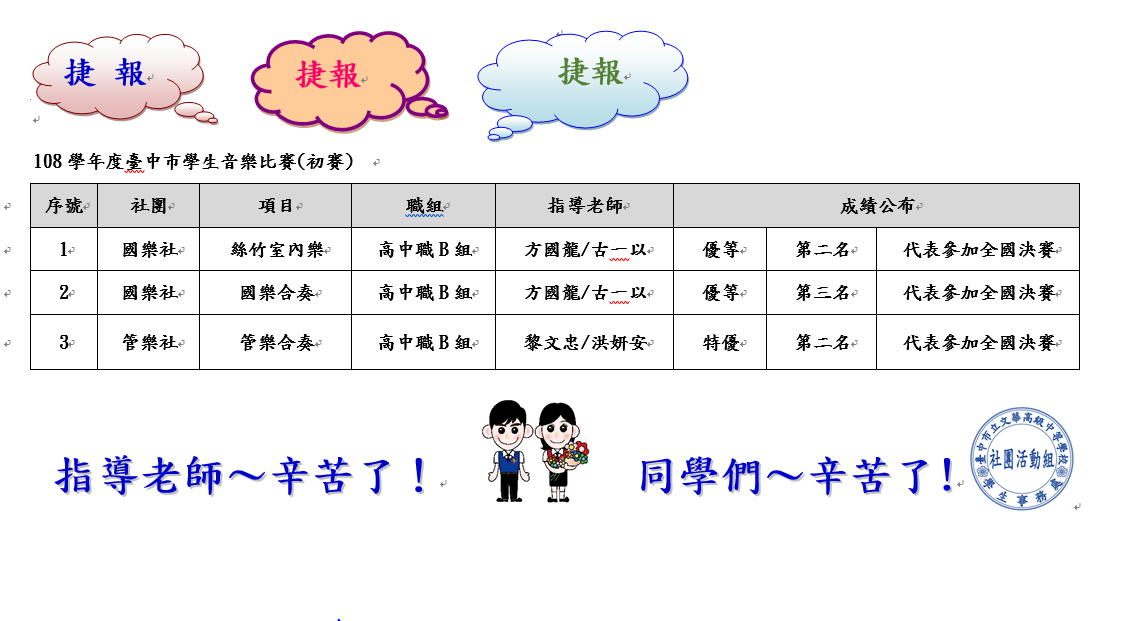 捷 報 捷報 捷報
108 學年度臺中市學生音樂比賽(初賽)
序號 社團 項目 職組 指導老師 成績公布
1 國樂社 絲竹室內樂 高中職 B 組 方國龍/古一以 優等 第二名 代表參加全國決賽
2 國樂社 國樂合奏 高中職 B 組 方國龍/古一以 優等 第三名 代表參加全國決賽
3 管樂社 管樂合奏 高中職 B 組 黎文忠/洪妍安 特優 第二名 代表參加全國決賽
指導老師～辛苦了！ 同學們～辛苦了!
臺中市立文華高級中等學校
社團活動組
學生事務處